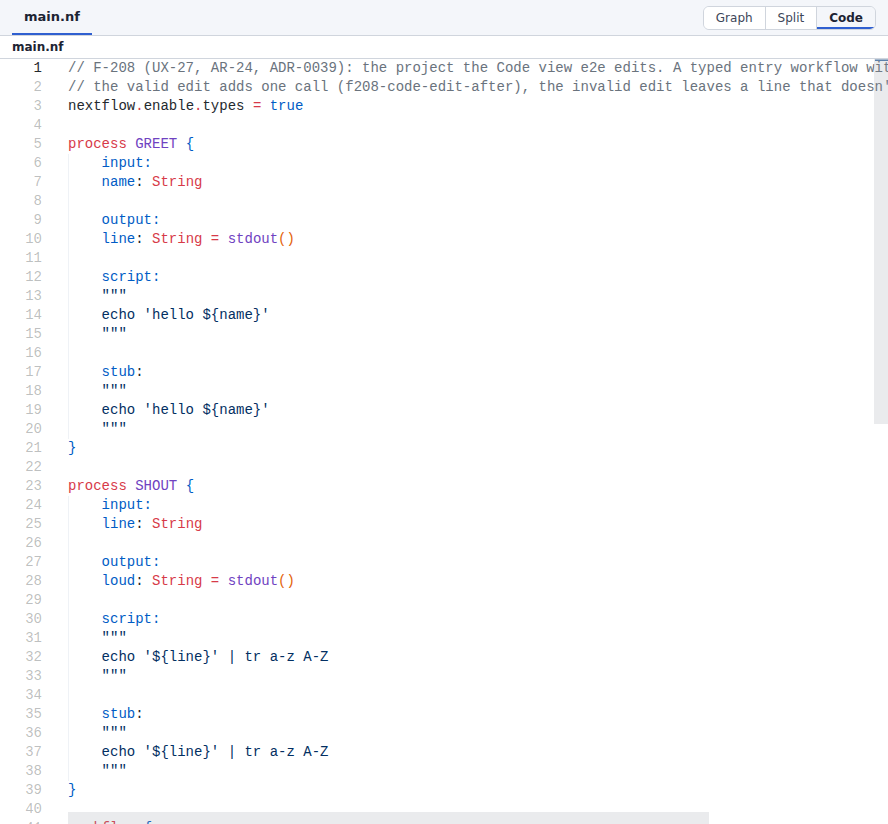 main.nf
Graph Split Code
main.nf
1 // F-208 (UX-27, AR-24, ADR-0039): the project the Code view e2e edits. A typed entry workflow wit
2 // the valid edit adds one call (f208-code-edit-after), the invalid edit leaves a line that doesn'
3 nextflow.enable.types = true
4
5 process GREET {
6     input:
7     name: String
8
9     output:
10     line: String = stdout()
11
12     script:
13     """
14     echo 'hello ${name}'
15     """
16
17     stub:
18     """
19     echo 'hello ${name}'
20     """
21 }
22
23 process SHOUT {
24     input:
25     line: String
26
27     output:
28     loud: String = stdout()
29
30     script:
31     """
32     echo '${line}' | tr a-z A-Z
33     """
34
35     stub:
36     """
37     echo '${line}' | tr a-z A-Z
38     """
39 }
40